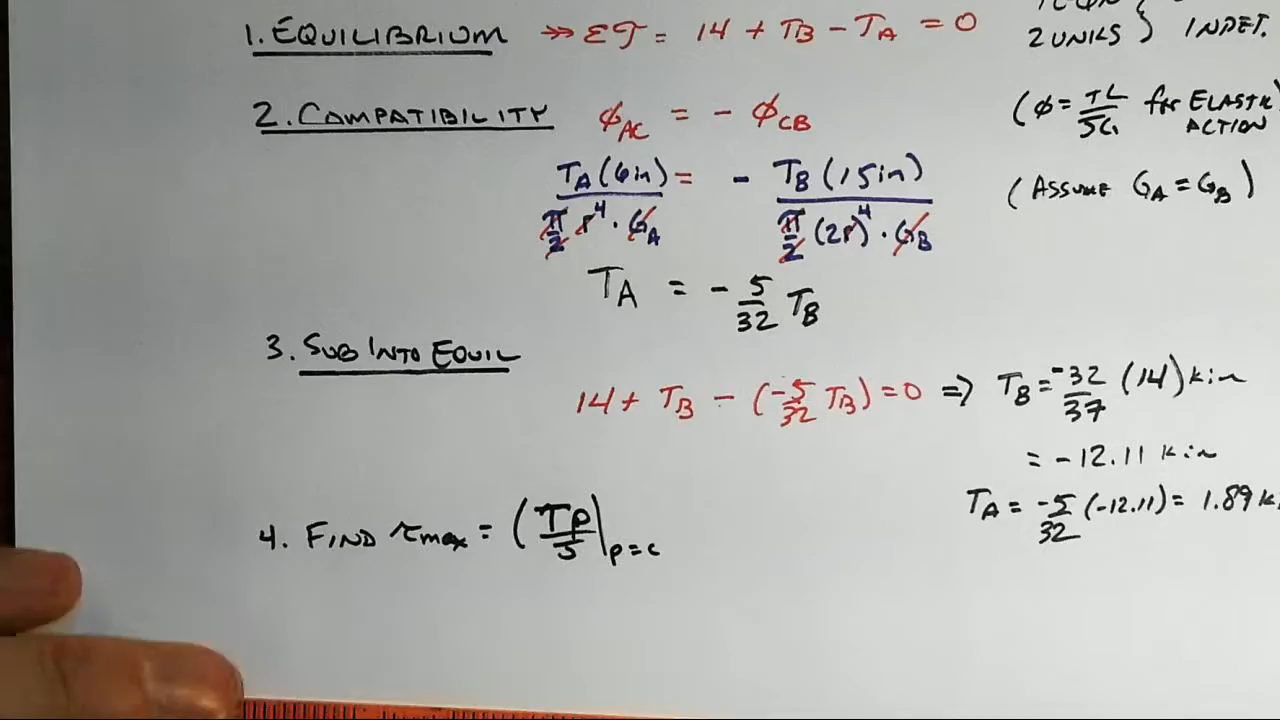 1. EQUILIBRIUM ⇒> ΣT = 14 + TB - TA = 0
2 UNKS } INDET.
2. COMPATIBILITY φAC = - φCB
(φ = TL/JG for ELASTIC ACTION
TA (6in) / (π/2 r^4 · GA) = - TB (15in) / (π/2 (2r)^4 · GB)
(ASSUME GA = GB)
TA = - 5/32 TB
3. SUB INTO EQUIL
14 + TB - (-5/32 TB) = 0 ⇒ TB = -32/37 (14) k·in
= -12.11 k·in
TA = -5/32 (-12.11) = 1.89 k
4. FIND τmax = (Tρ/J)|ρ=c